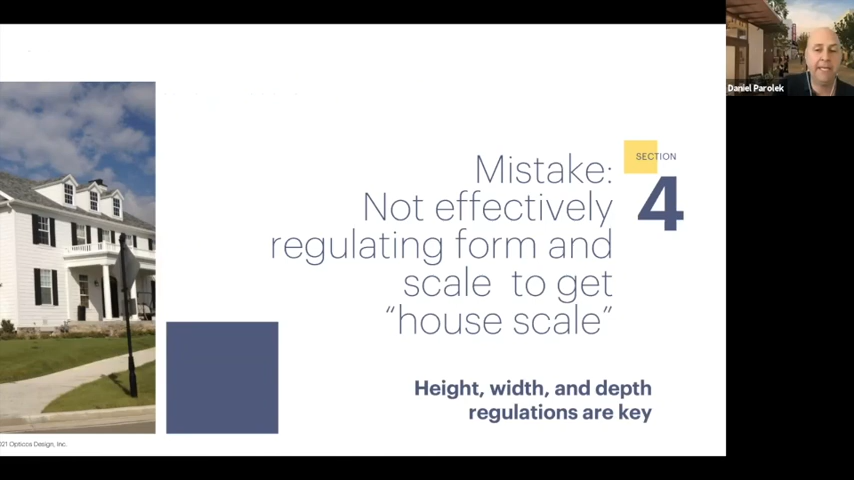 Daniel Parolek
SECTION
4
Mistake:
Not effectively
regulating form and
scale to get
“house scale”
Height, width, and depth
regulations are key
21 Opticos Design, Inc.